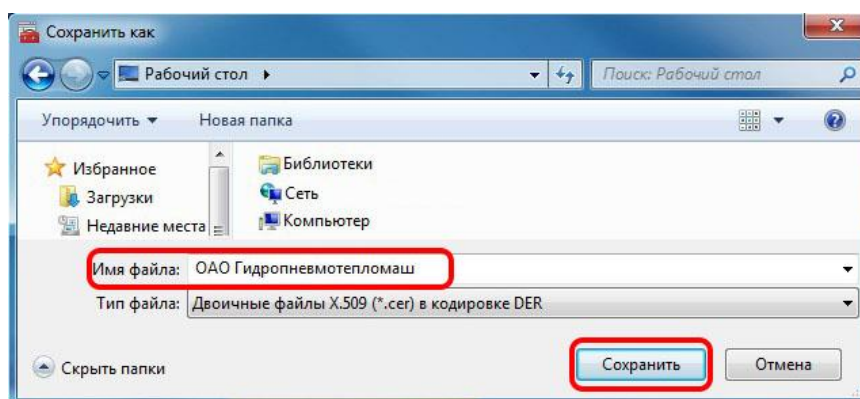 Сохранить как
Рабочий стол
Поиск: Рабочий стол
Упорядочить Новая папка
Избранное
Загрузки
Недавние места
Библиотеки
Сеть
Компьютер
Имя файла: ОАО Гидропневмотепломаш
Тип файла: Двоичные файлы X.509 (*.cer) в кодировке DER
Скрыть папки Сохранить Отмена